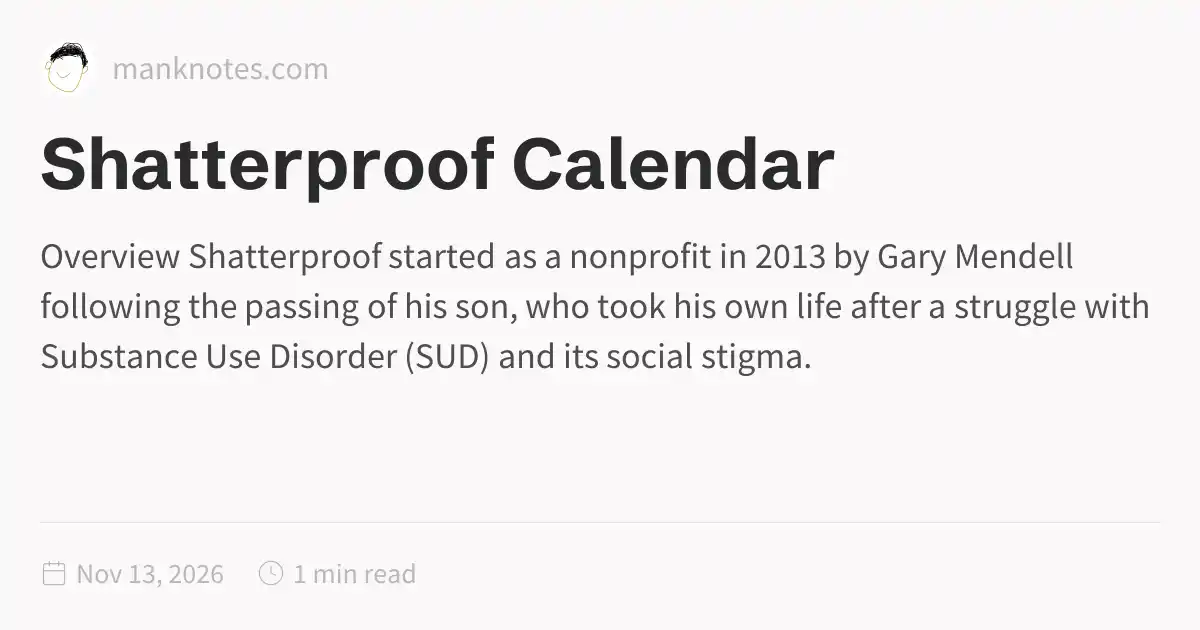 manknotes.com
Shatterproof Calendar
Overview Shatterproof started as a nonprofit in 2013 by Gary Mendell
following the passing of his son, who took his own life after a struggle with
Substance Use Disorder (SUD) and its social stigma.
Nov 13, 2026 1 min read